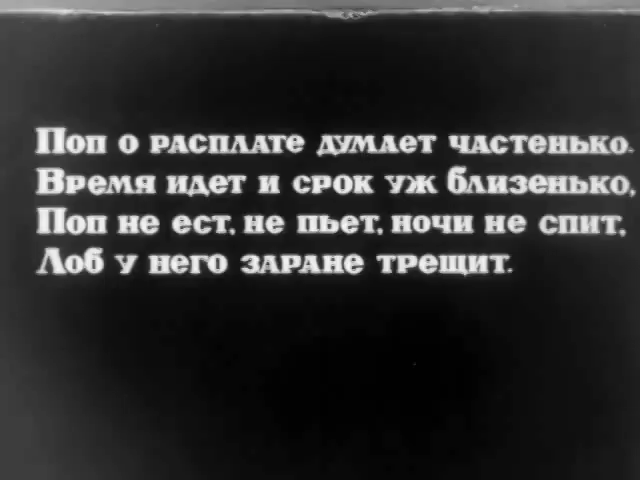 Поп о расплате думает частенько.
Время идет и срок уж близенько,
Поп не ест, не пьет, ночи не спит,
Лоб у него заране трещит.